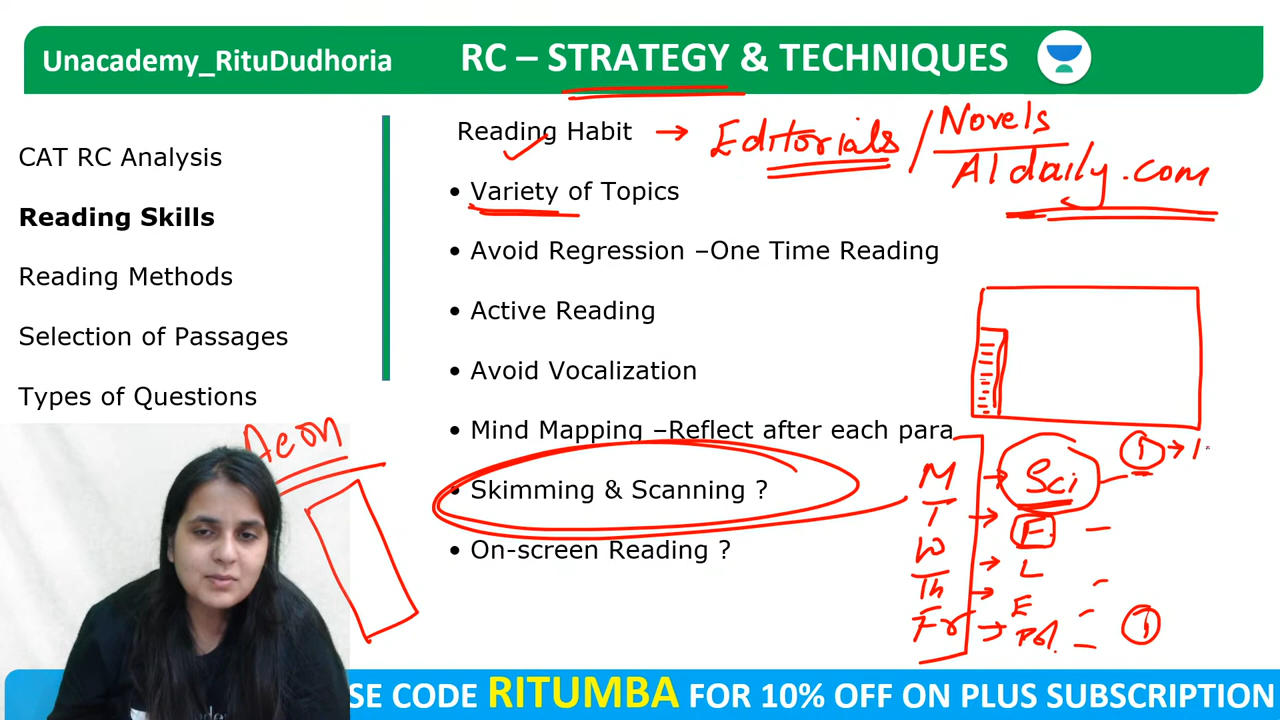 Unacademy_RituDudhoria
RC – STRATEGY & TECHNIQUES
CAT RC Analysis
Reading Skills
Reading Methods
Selection of Passages
Types of Questions
Reading Habit → Editorials / Novels
Aldaily.com
• Variety of Topics
• Avoid Regression –One Time Reading
• Active Reading
• Avoid Vocalization
• Mind Mapping –Reflect after each para
• Skimming & Scanning ?
• On-screen Reading ?
Aeon
M → Sci
T → F
W → L
Th → E
Fr → Pol.
SE CODE RITUMBA FOR 10% OFF ON PLUS SUBSCRIPTION